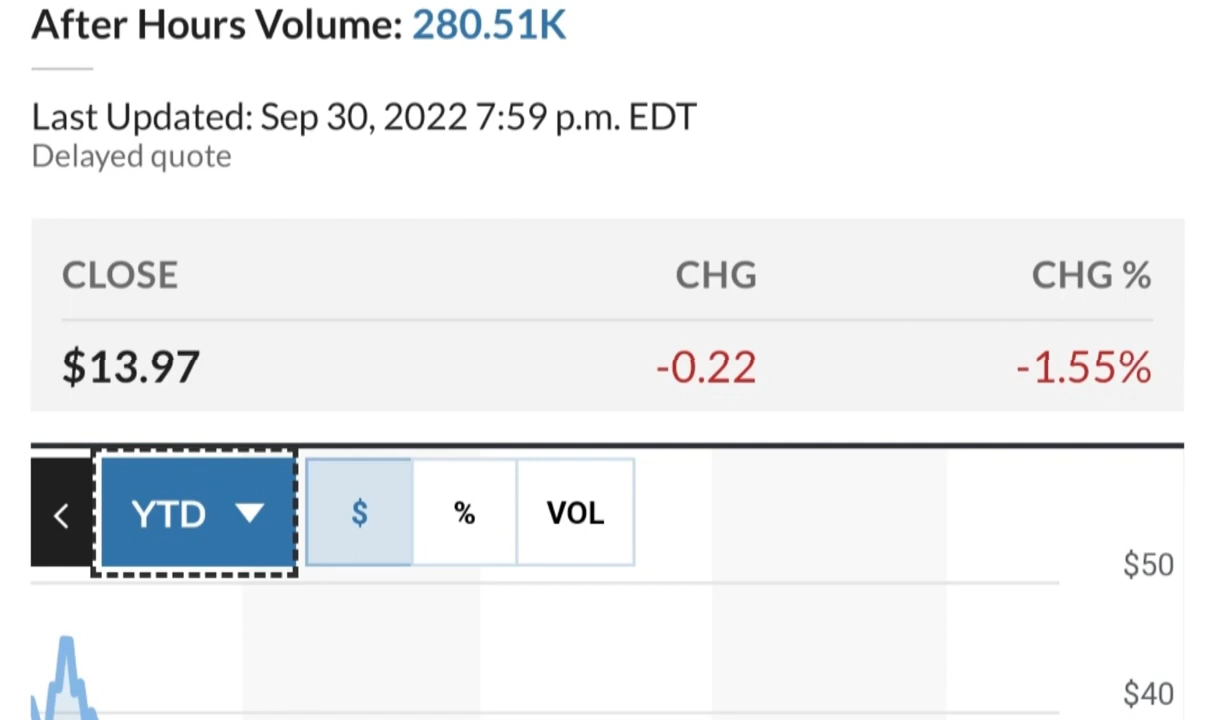 After Hours Volume: 280.51K
Last Updated: Sep 30, 2022 7:59 p.m. EDT
Delayed quote
CLOSE CHG CHG %
$13.97 -0.22 -1.55%
YTD $ % VOL
$50
$40